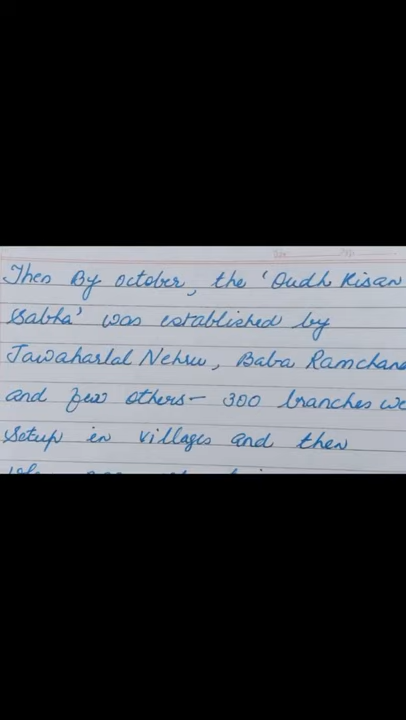 Then By october, the 'Oudh Kisan
Sabha' was established by
Jawaharlal Nehru, Baba Ramchand
and few others- 300 branches we
setup in villages and then